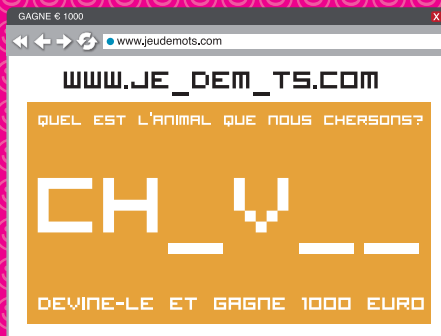 GAGNE € 1000
X
www.jeudemots.com
WWW.JE_DEM_TS.COM
QUEL EST L'ANIMAL QUE NOUS CHERSONS?
CH_V__
DEVINE-LE ET GAGNE 1000 EURO